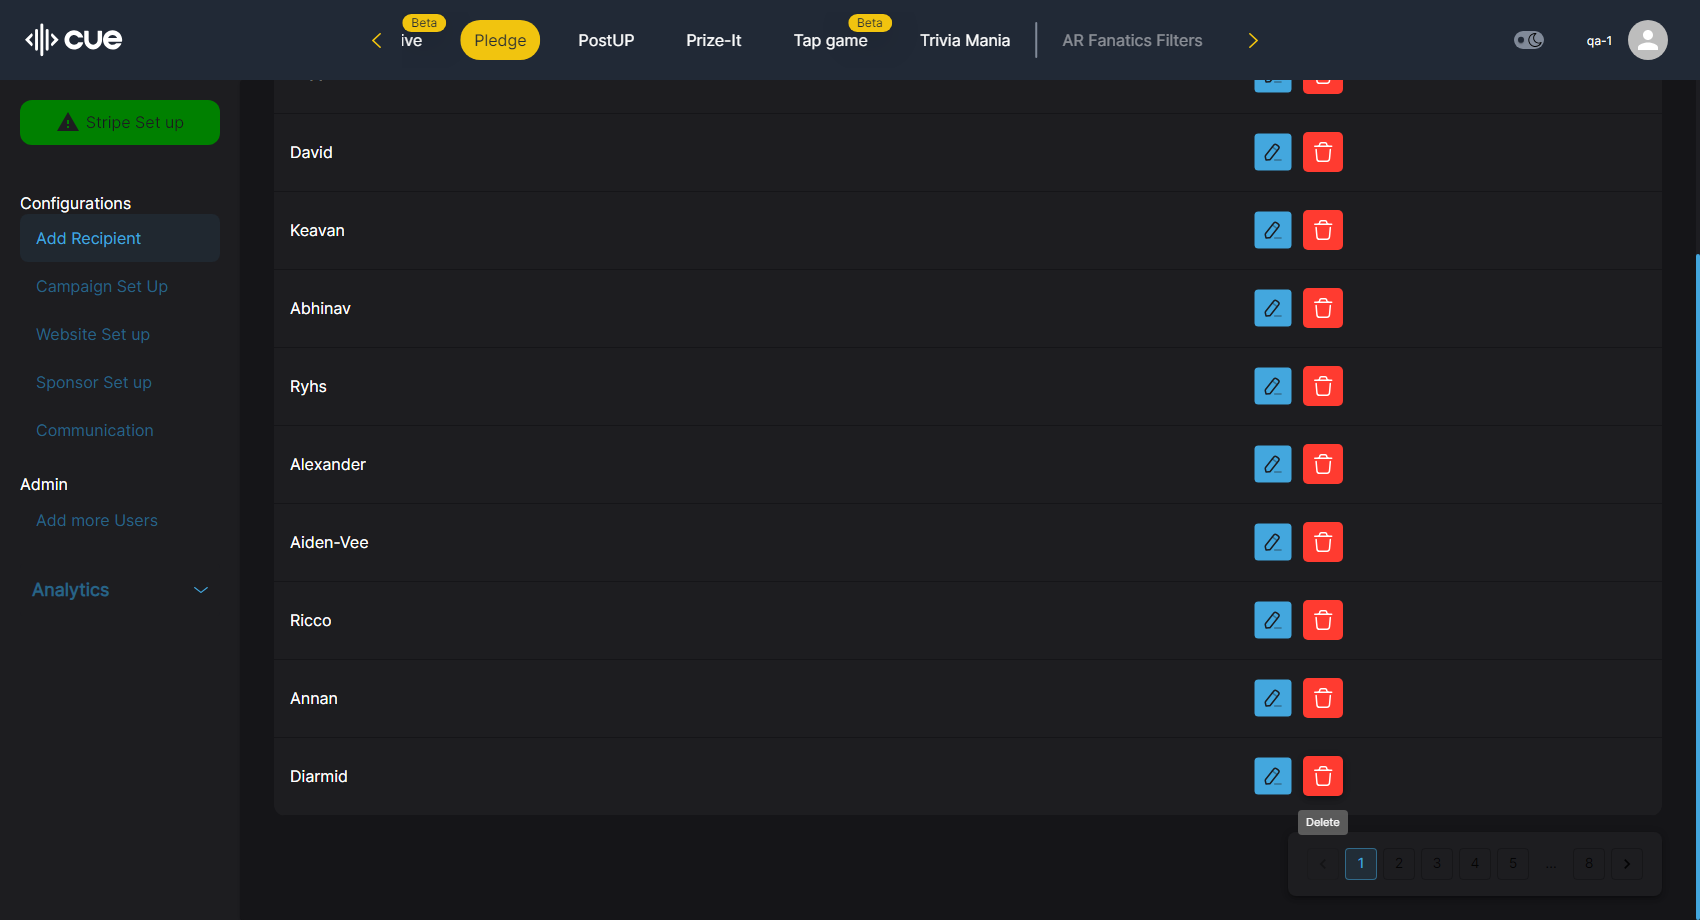 cue
ive
Beta
Pledge
PostUP
Prize-It
Tap game
Beta
Trivia Mania
AR Fanatics Filters
qa-1
Stripe Set up
Configurations
Add Recipient
Campaign Set Up
Website Set up
Sponsor Set up
Communication
Admin
Add more Users
Analytics
David
Keavan
Abhinav
Ryhs
Alexander
Aiden-Vee
Ricco
Annan
Diarmid
Delete
1 2 3 4 5 ... 8